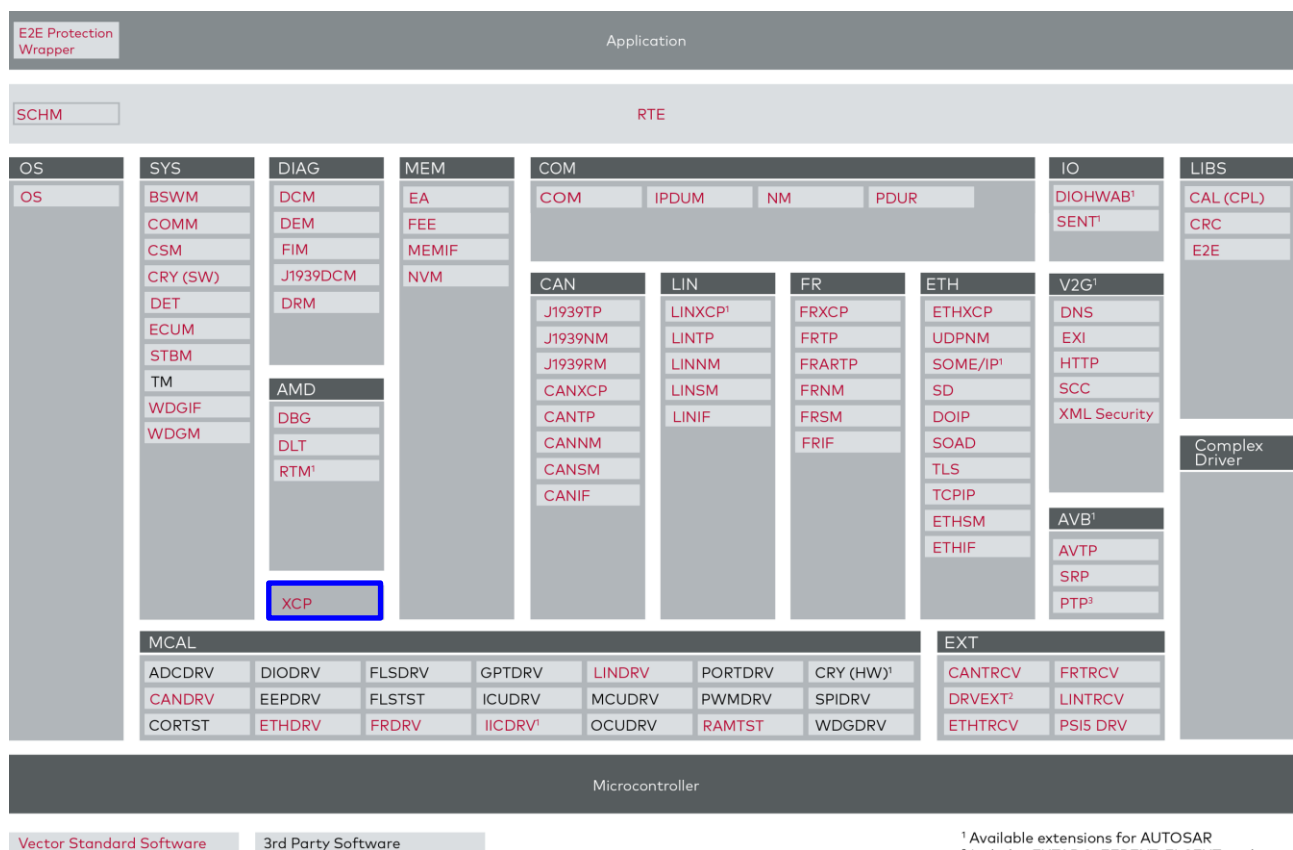 E2E Protection
Wrapper
Application
SCHM
RTE
OS
OS
SYS
BSWM
COMM
CSM
CRY (SW)
DET
ECUM
STBM
TM
WDGIF
WDGM
DIAG
DCM
DEM
FIM
J1939DCM
DRM
AMD
DBG
DLT
RTM¹
XCP
MEM
EA
FEE
MEMIF
NVM
COM
COM IPDUM NM PDUR
CAN
J1939TP
J1939NM
J1939RM
CANXCP
CANTP
CANNM
CANSM
CANIF
LIN
LINXCP¹
LINTP
LINNM
LINSM
LINIF
FR
FRXCP
FRTP
FRARTP
FRNM
FRSM
FRIF
ETH
ETHXCP
UDPNM
SOME/IP¹
SD
DOIP
SOAD
TLS
TCPIP
ETHSM
ETHIF
IO
DIOHWAB¹
SENT¹
V2G¹
DNS
EXI
HTTP
SCC
XML Security
AVB¹
AVTP
SRP
PTP³
LIBS
CAL (CPL)
CRC
E2E
Complex
Driver
MCAL
ADCDRV DIODRV FLSDRV GPTDRV LINDRV PORTDRV CRY (HW)¹
CANDRV EEPDRV FLSTST ICUDRV MCUDRV PWMDRV SPIDRV
CORTST ETHDRV FRDRV IICDRV¹ OCUDRV RAMTST WDGDRV
EXT
CANTRCV FRTRCV
DRVEXT² LINTRCV
ETHTRCV PSI5 DRV
Microcontroller
Vector Standard Software 3rd Party Software
¹ Available extensions for AUTOSAR